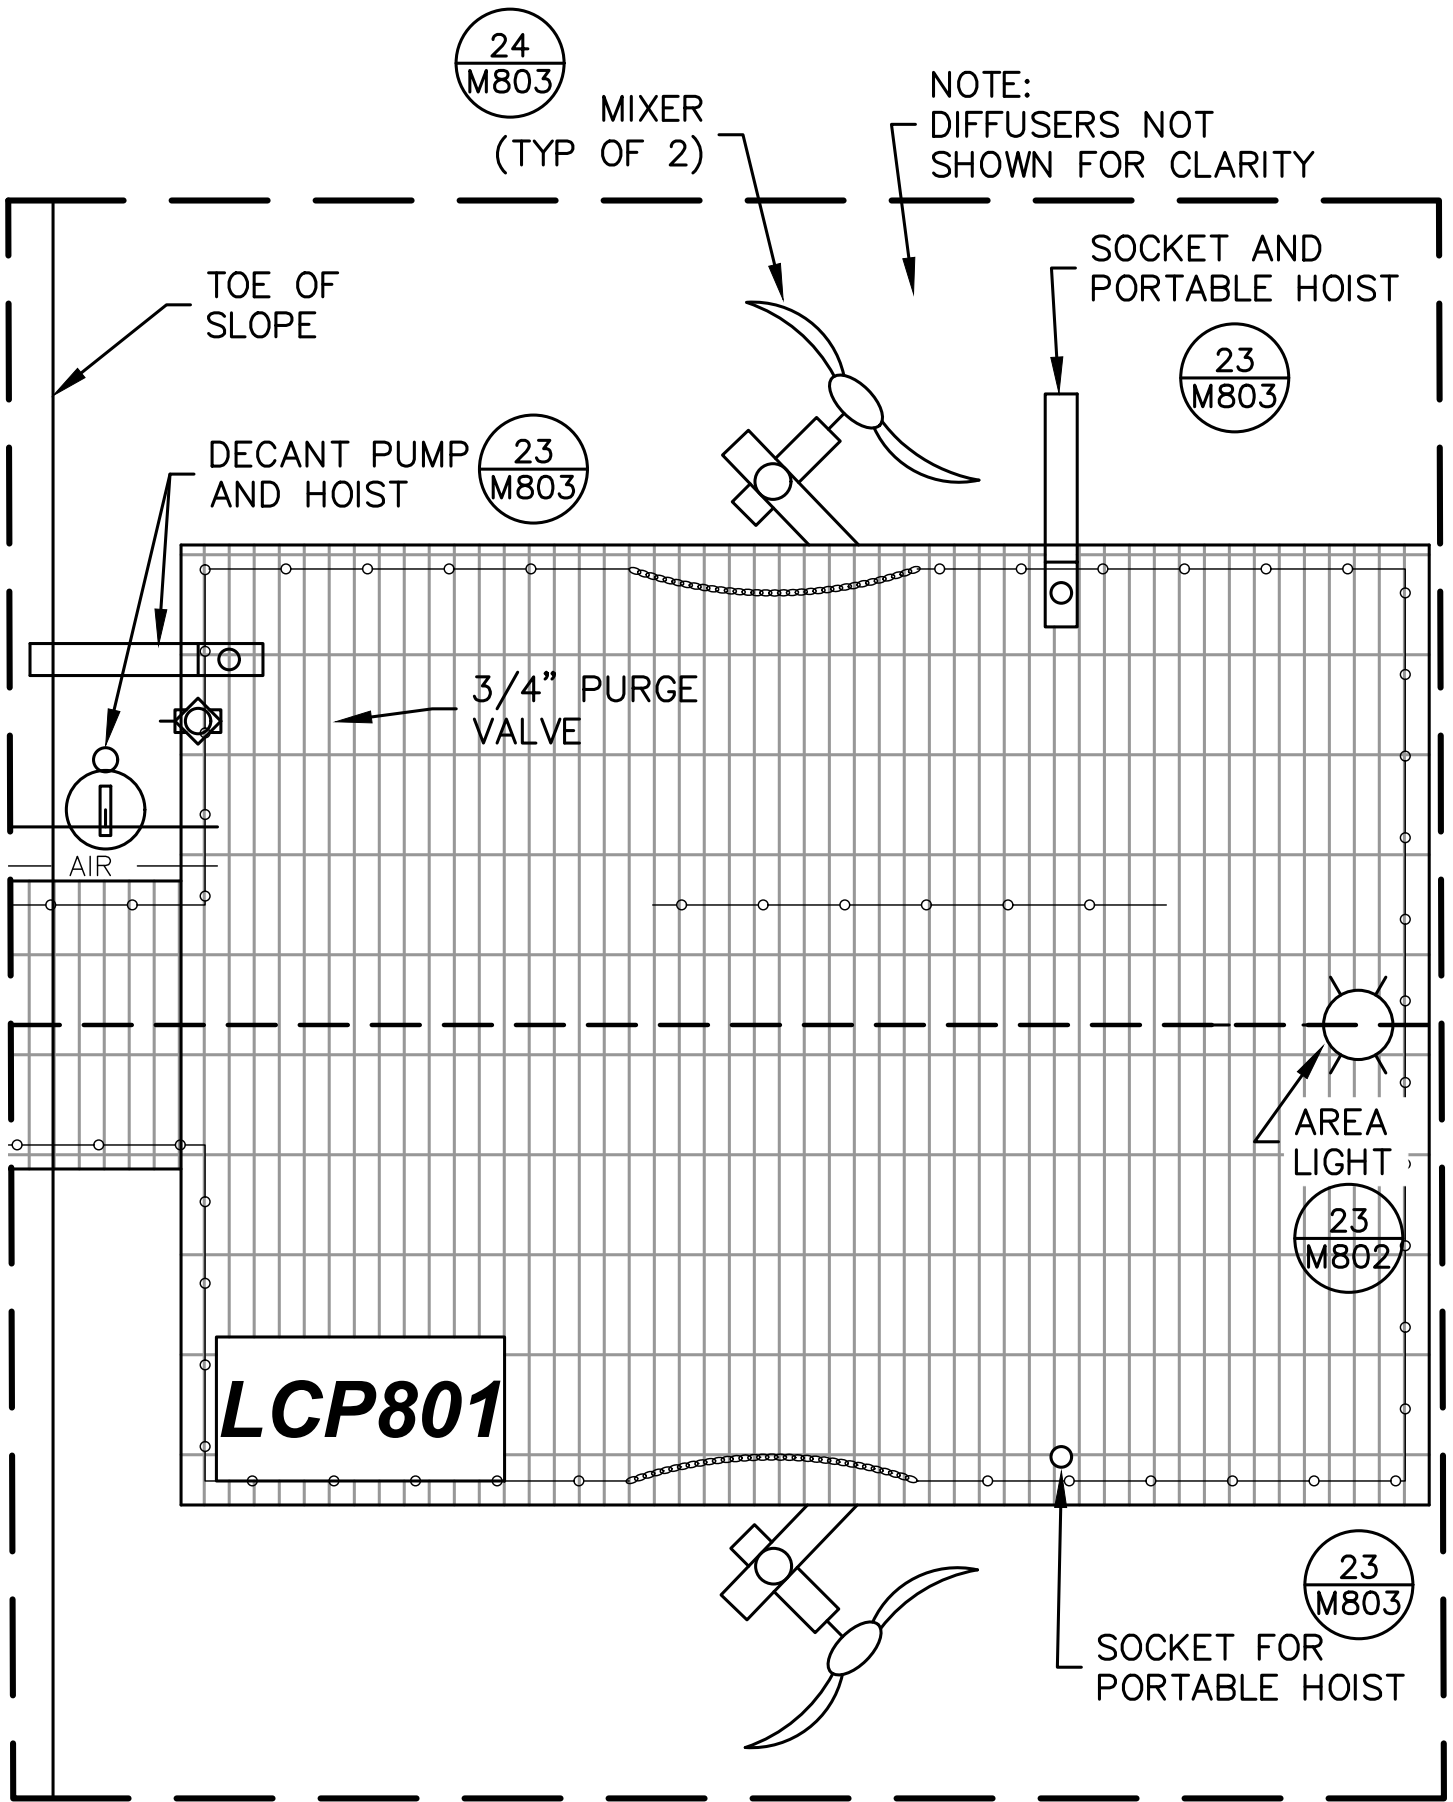 24
M803
MIXER
(TYP OF 2)
NOTE:
DIFFUSERS NOT
SHOWN FOR CLARITY
SOCKET AND
PORTABLE HOIST
23
M803
TOE OF
SLOPE
DECANT PUMP
AND HOIST
23
M803
3/4” PURGE
VALVE
AIR
AREA
LIGHT
23
M802
LCP801
23
M803
SOCKET FOR
PORTABLE HOIST